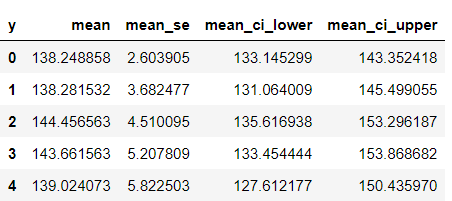 y mean mean_se mean_ci_lower mean_ci_upper
0 138.248858 2.603905 133.145299 143.352418
1 138.281532 3.682477 131.064009 145.499055
2 144.456563 4.510095 135.616938 153.296187
3 143.661563 5.207809 133.454444 153.868682
4 139.024073 5.822503 127.612177 150.435970